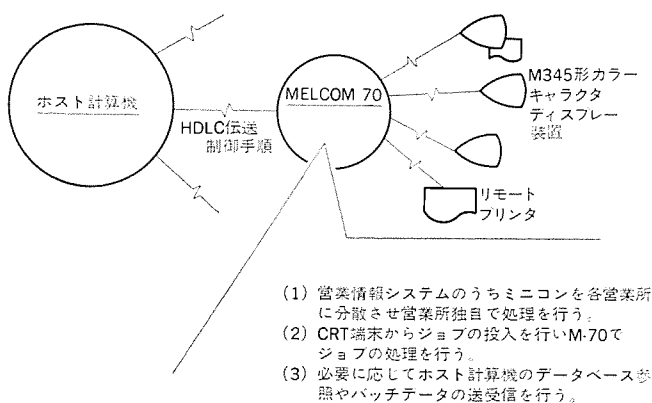 ホスト計算機
HDLC伝送
制御手順
MELCOM 70
M345形カラー
キャラクタ
ディスプレー
装置
リモート
プリンタ
(1) 営業情報システムのうちミニコンを各営業所
に分散させ営業所独自で処理を行う。
(2) CRT端末からジョブの投入を行いM-70で
ジョブの処理を行う。
(3) 必要に応じてホスト計算機のデータベース参
照やバッチデータの送受信を行う。